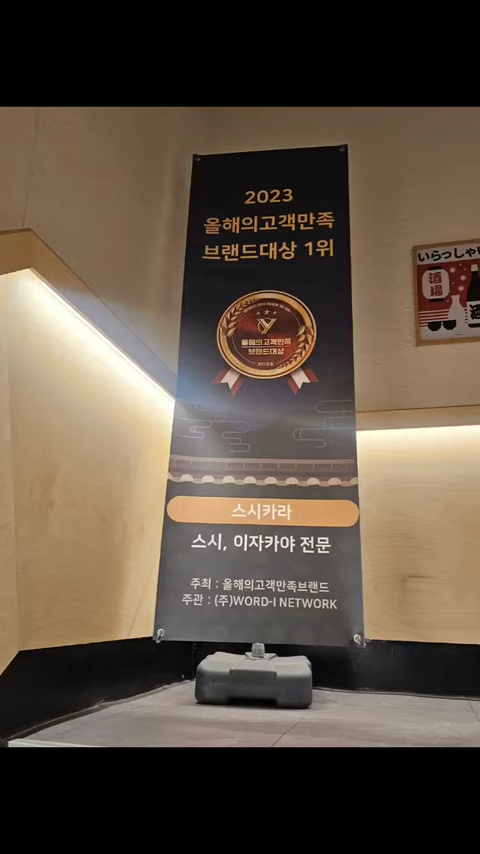 2023
올해의고객만족
브랜드대상 1위
올해의고객만족
브랜드대상
스시카라
스시, 이자카야 전문
주최 : 올해의고객만족브랜드
주관 : (주)WORD-I NETWORK
いらっしゃい
酒場
酒